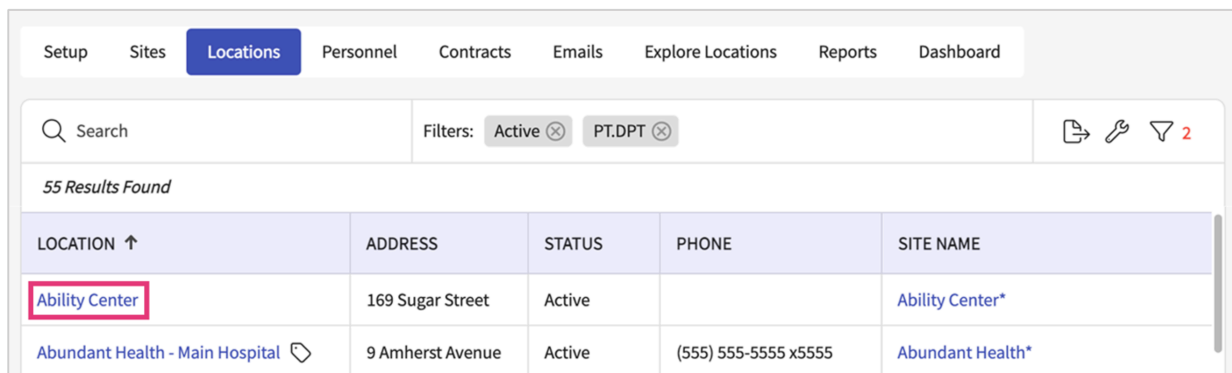 Setup Sites Locations Personnel Contracts Emails Explore Locations Reports Dashboard
Search Filters: Active PT.DPT 2
55 Results Found
LOCATION ADDRESS STATUS PHONE SITE NAME
Ability Center 169 Sugar Street Active Ability Center*
Abundant Health - Main Hospital 9 Amherst Avenue Active (555) 555-5555 x5555 Abundant Health*